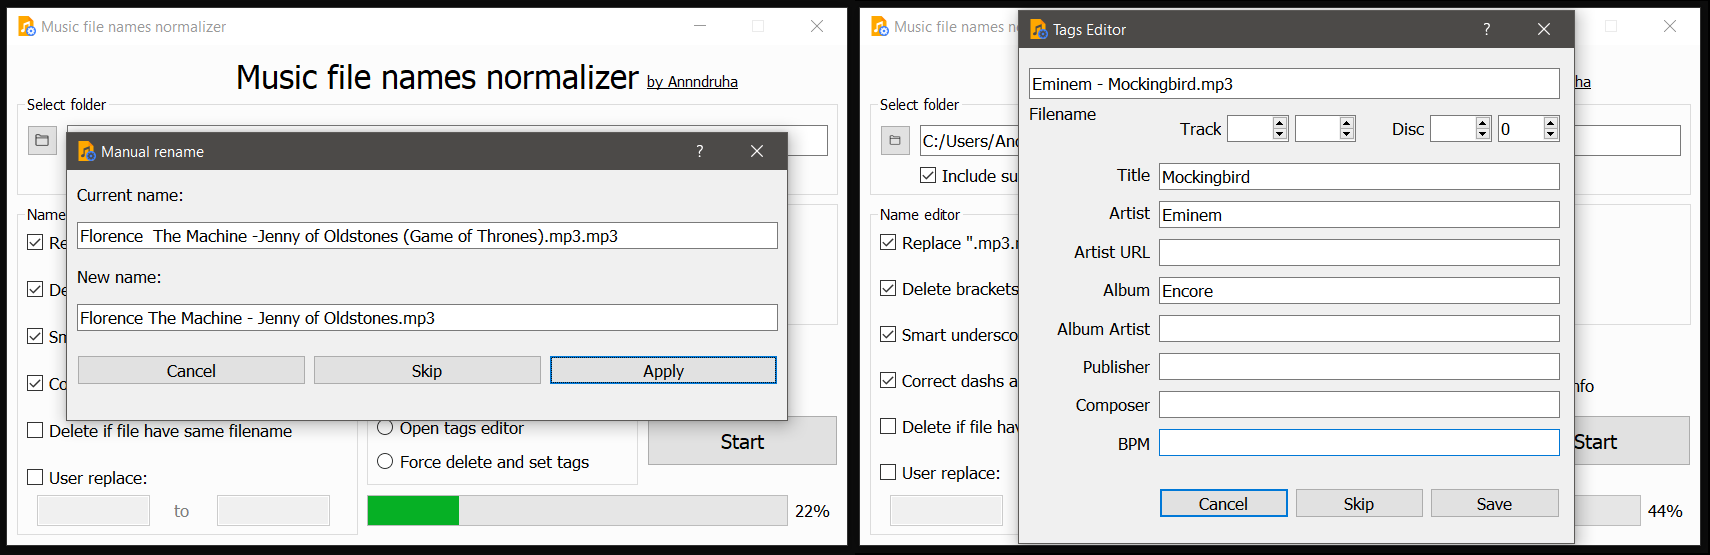 Music file names normalizer
Music file names normalizer by Annndruha
Select folder
Manual rename ?
Current name:
Florence  The Machine -Jenny of Oldstones (Game of Thrones).mp3.mp3
New name:
Florence The Machine - Jenny of Oldstones.mp3
Cancel Skip Apply
Name
Re
De
Sm
Co
Delete if file have same filename
User replace:
to
Open tags editor
Force delete and set tags
Start
22%
Music file names n
ha
Select folder
C:/Users/And
Include su
Name editor
Replace ".mp3.m
Delete brackets
Smart undersco
Correct dashs a
Delete if file hav
User replace:
nfo
Start
44%
Tags Editor ?
Eminem - Mockingbird.mp3
Filename
Track Disc 0
Title Mockingbird
Artist Eminem
Artist URL
Album Encore
Album Artist
Publisher
Composer
BPM
Cancel Skip Save